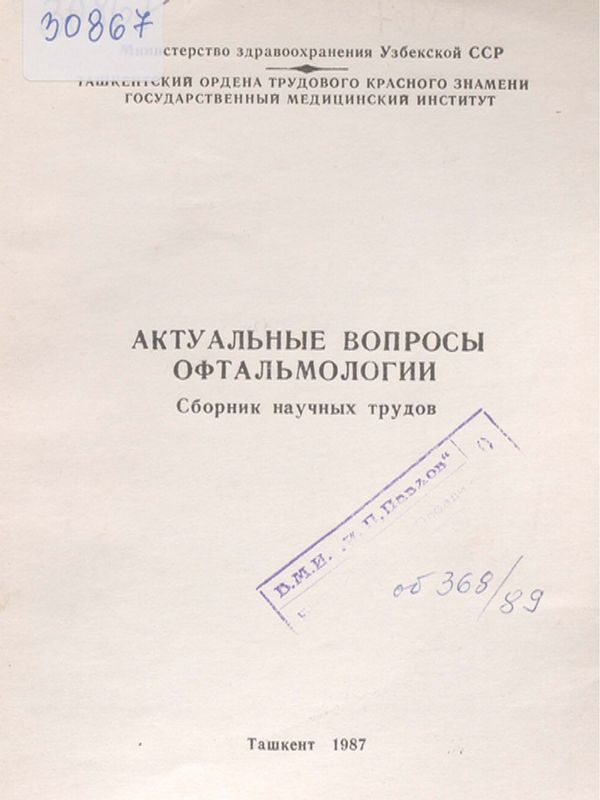 30867
Министерство здравоохранения Узбекской ССР
ТАШКЕНТСКИЙ ОРДЕНА ТРУДОВОГО КРАСНОГО ЗНАМЕНИ
ГОСУДАРСТВЕННЫЙ МЕДИЦИНСКИЙ ИНСТИТУТ
АКТУАЛЬНЫЕ ВОПРОСЫ
ОФТАЛЬМОЛОГИИ
Сборник научных трудов
В.М.И. „И. П. Павлов“
об 368/89
Ташкент 1987